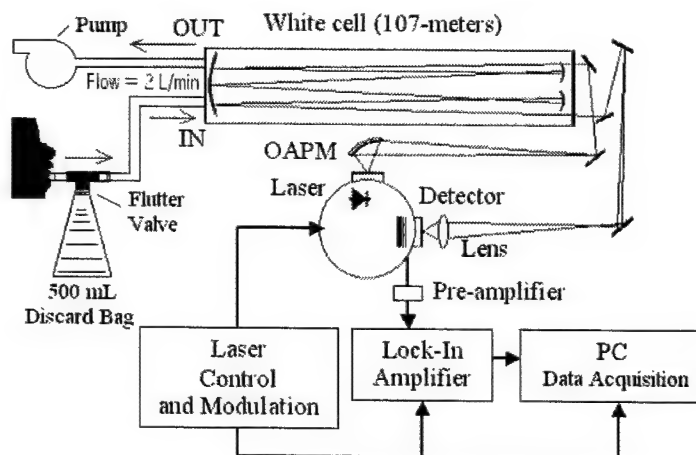 Pump
OUT
White cell (107-meters)
Flow = 2 L/min
IN
OAPM
Laser
Detector
Flutter
Valve
Lens
500 mL
Discard Bag
Pre-amplifier
Laser
Control
and Modulation
Lock-In
Amplifier
PC
Data Acquisition